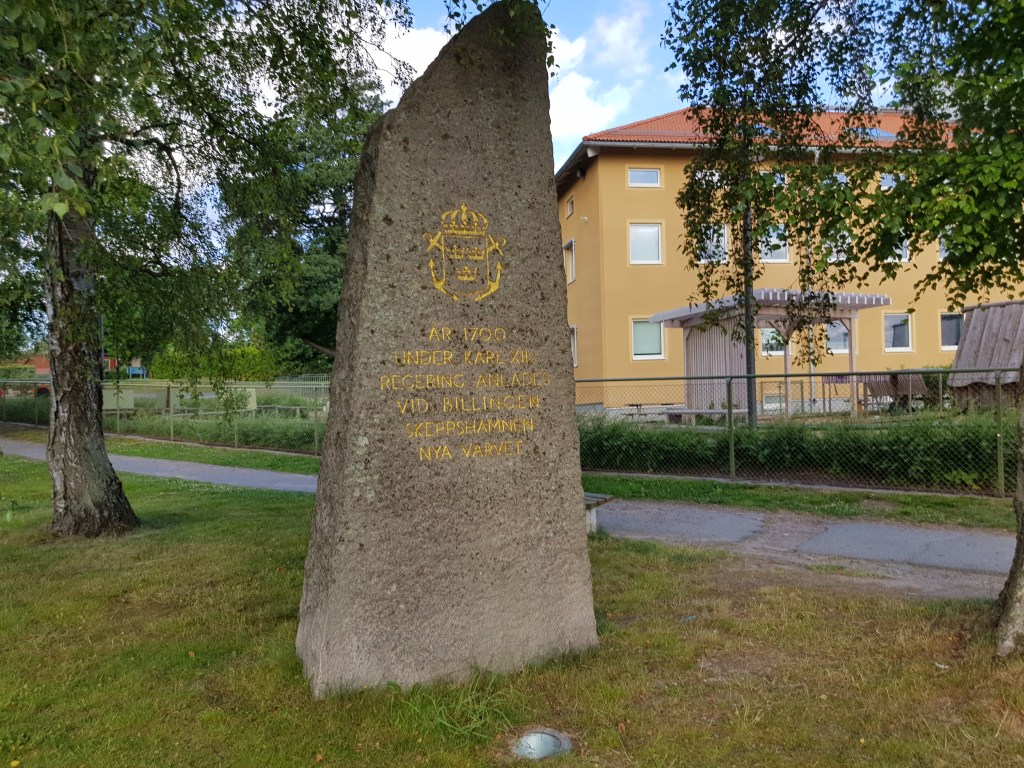 ÅR 1700
UNDER KARL XII:S
REGERING ANLADES
VID BILLINGEN
SKEPPSHAMNEN
NYA VARVET